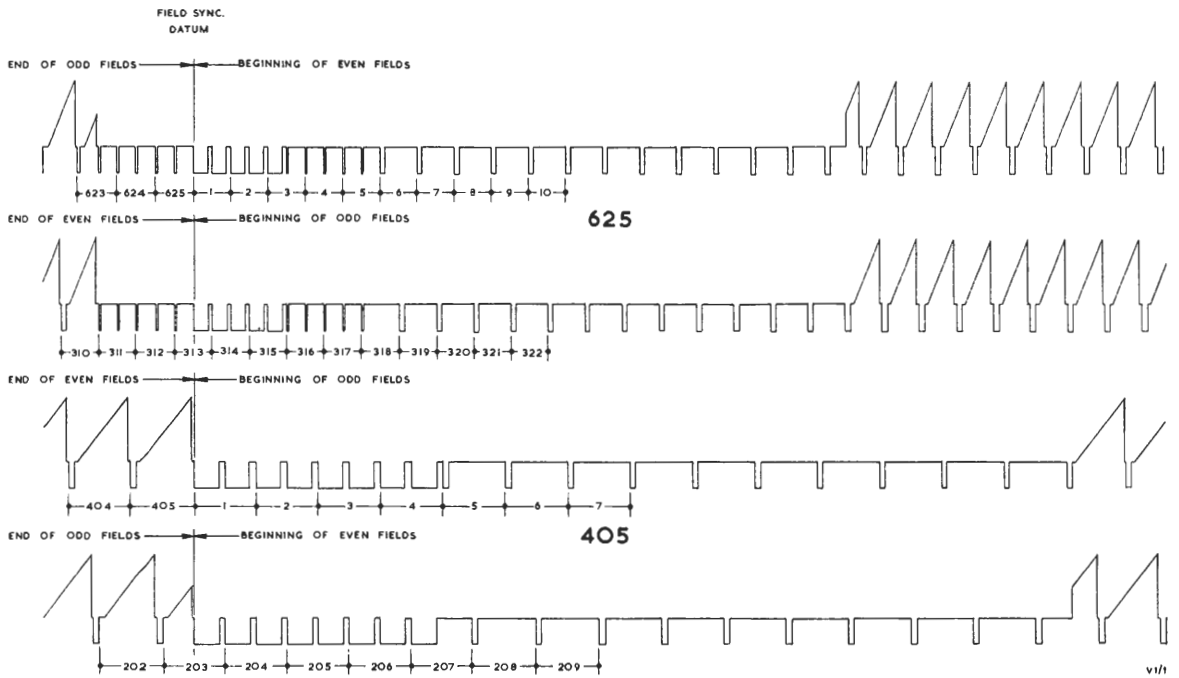 FIELD SYNC.
DATUM
END OF ODD FIELDS BEGINNING OF EVEN FIELDS
623 624 625 1 2 3 4 5 6 7 8 9 10
625
END OF EVEN FIELDS BEGINNING OF ODD FIELDS
310 311 312 313 314 315 316 317 318 319 320 321 322
END OF EVEN FIELDS BEGINNING OF ODD FIELDS
404 405 1 2 3 4 5 6 7
405
END OF ODD FIELDS BEGINNING OF EVEN FIELDS
202 203 204 205 206 207 208 209
V1/1